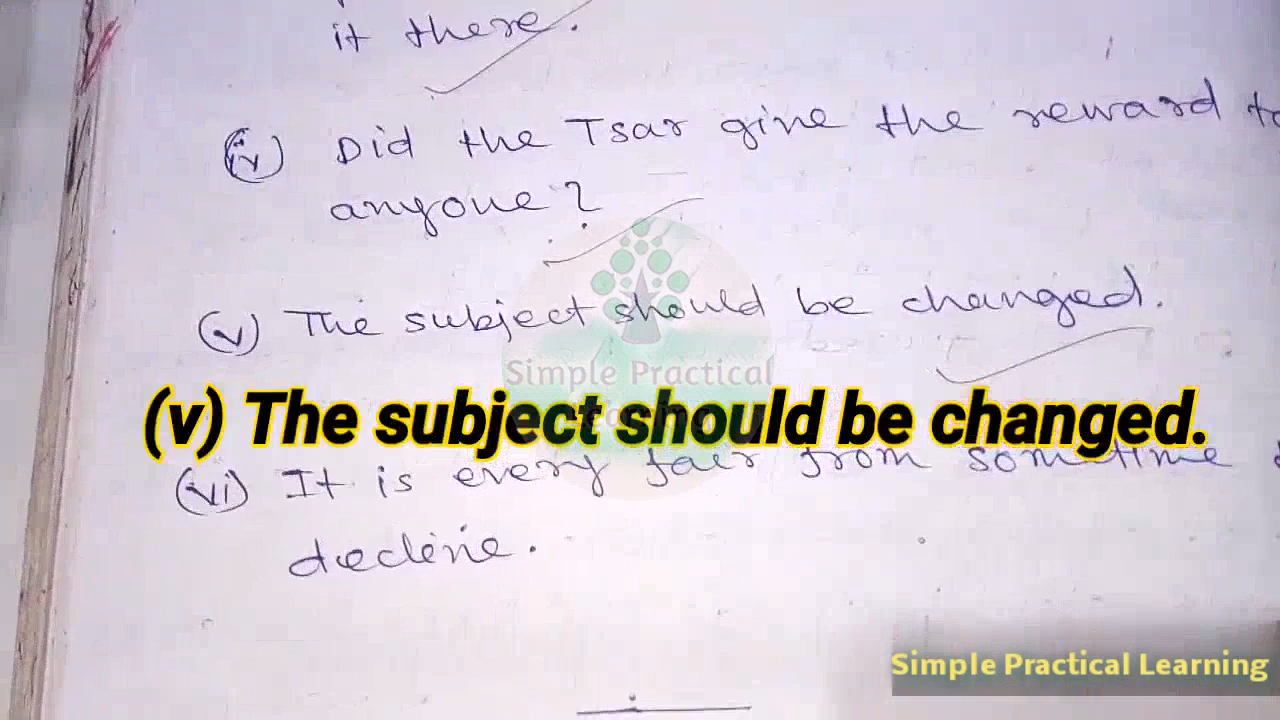 it there.
(iv) Did the Tsar give the reward to
anyone?
(v) The subject should be changed.
Simple Practical
Learning
(v) The subject should be changed.
(vi) It is every fair from sometime
decline.
Simple Practical Learning